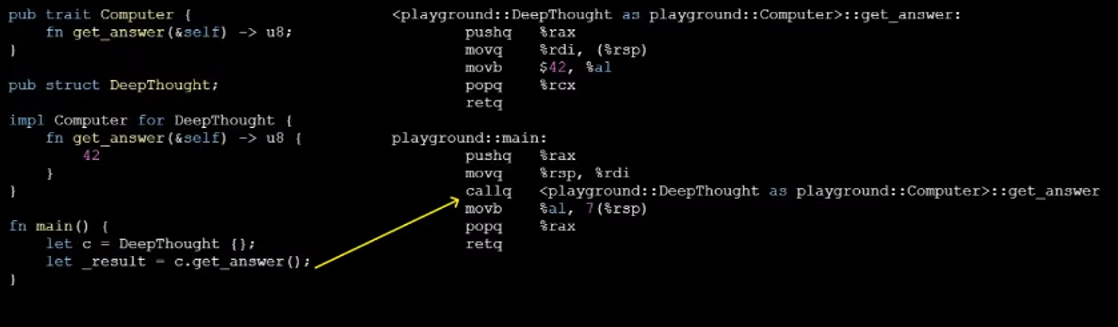 pub trait Computer {
    fn get_answer(&self) -> u8;
}
pub struct DeepThought;
impl Computer for DeepThought {
    fn get_answer(&self) -> u8 {
        42
    }
}
fn main() {
    let c = DeepThought {};
    let _result = c.get_answer();
}
<playground::DeepThought as playground::Computer>::get_answer:
        pushq   %rax
        movq    %rdi, (%rsp)
        movb    $42, %al
        popq    %rcx
        retq
playground::main:
        pushq   %rax
        movq    %rsp, %rdi
        callq   <playground::DeepThought as playground::Computer>::get_answer
        movb    %al, 7(%rsp)
        popq    %rax
        retq